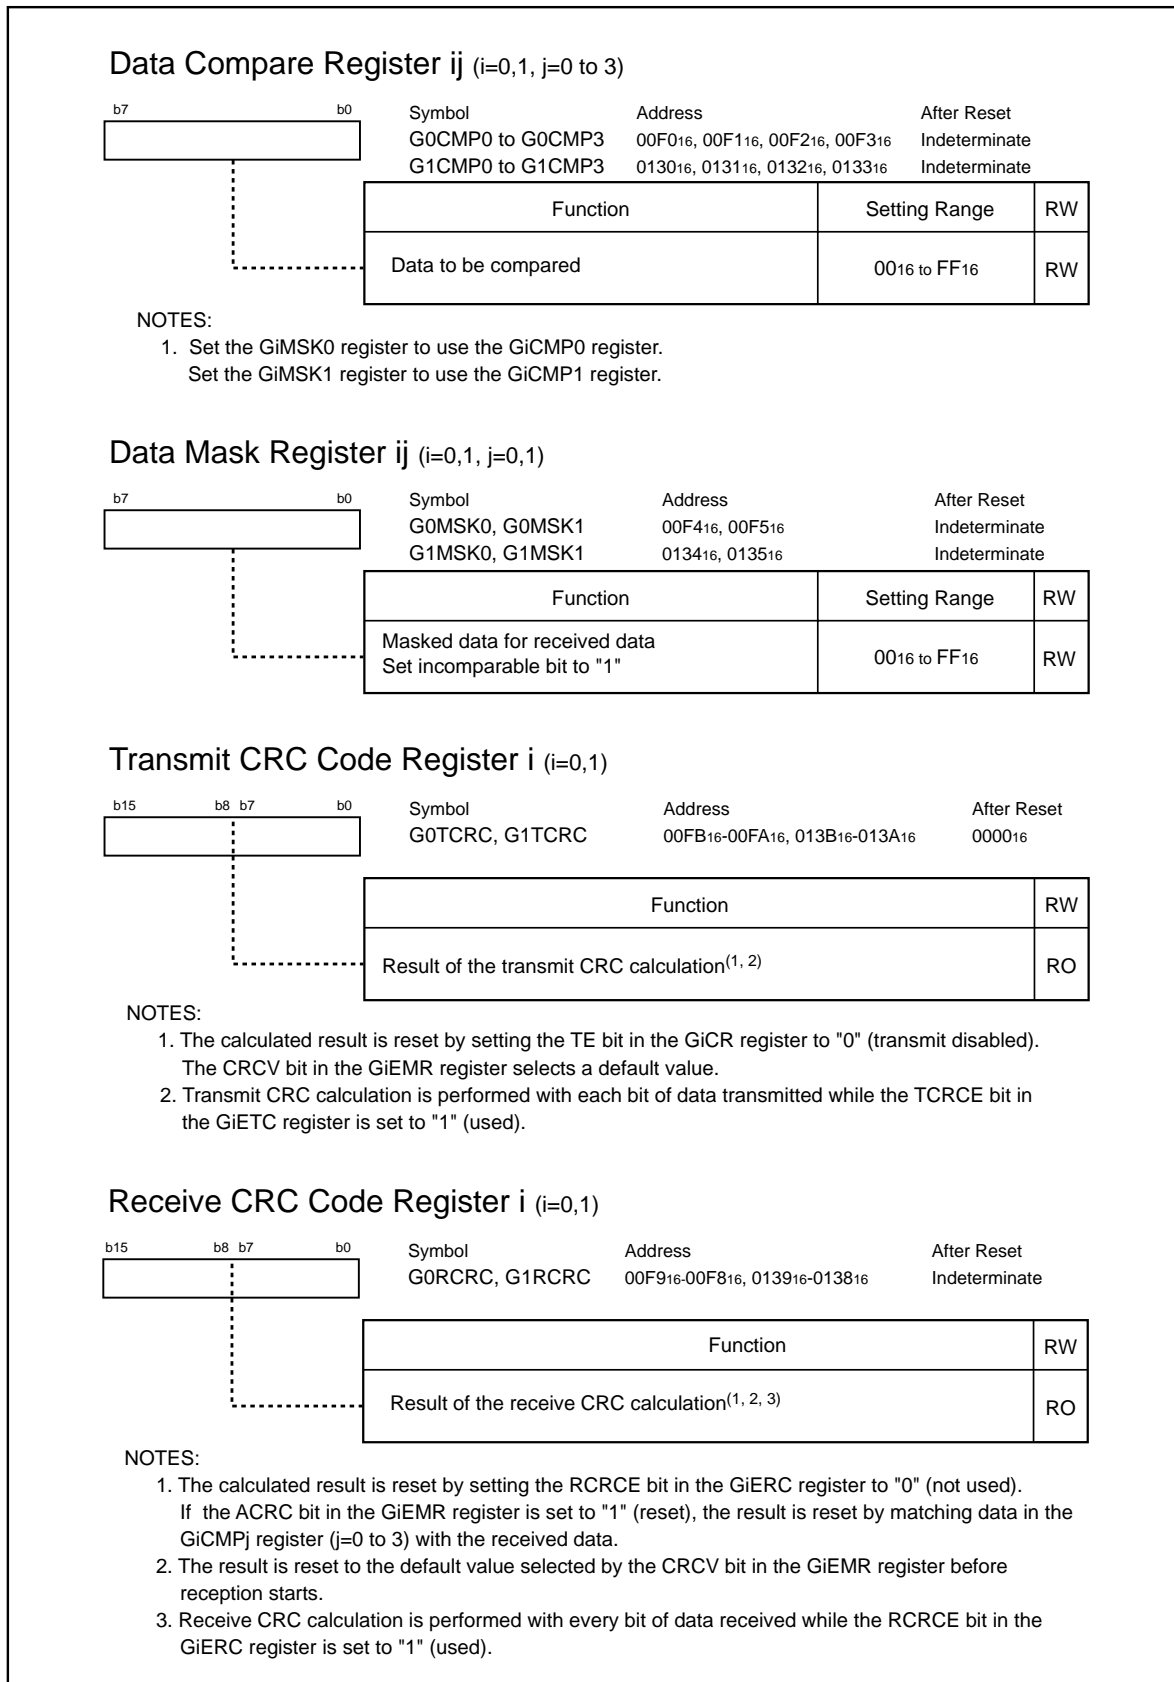 Data Compare Register ij (i=0,1, j=0 to 3)
b7 b0 Symbol Address After Reset
G0CMP0 to G0CMP3 00F016, 00F116, 00F216, 00F316 Indeterminate
G1CMP0 to G1CMP3 013016, 013116, 013216, 013316 Indeterminate
Function Setting Range RW
Data to be compared 0016 to FF16 RW
NOTES:
1. Set the GiMSK0 register to use the GiCMP0 register.
Set the GiMSK1 register to use the GiCMP1 register.
Data Mask Register ij (i=0,1, j=0,1)
b7 b0 Symbol Address After Reset
G0MSK0, G0MSK1 00F416, 00F516 Indeterminate
G1MSK0, G1MSK1 013416, 013516 Indeterminate
Function Setting Range RW
Masked data for received data
Set incomparable bit to "1" 0016 to FF16 RW
Transmit CRC Code Register i (i=0,1)
b15 b8 b7 b0 Symbol Address After Reset
G0TCRC, G1TCRC 00FB16-00FA16, 013B16-013A16 000016
Function RW
Result of the transmit CRC calculation(1, 2) RO
NOTES:
1. The calculated result is reset by setting the TE bit in the GiCR register to "0" (transmit disabled).
The CRCV bit in the GiEMR register selects a default value.
2. Transmit CRC calculation is performed with each bit of data transmitted while the TCRCE bit in
the GiETC register is set to "1" (used).
Receive CRC Code Register i (i=0,1)
b15 b8 b7 b0 Symbol Address After Reset
G0RCRC, G1RCRC 00F916-00F816, 013916-013816 Indeterminate
Function RW
Result of the receive CRC calculation(1, 2, 3) RO
NOTES:
1. The calculated result is reset by setting the RCRCE bit in the GiERC register to "0" (not used).
If the ACRC bit in the GiEMR register is set to "1" (reset), the result is reset by matching data in the
GiCMPj register (j=0 to 3) with the received data.
2. The result is reset to the default value selected by the CRCV bit in the GiEMR register before
reception starts.
3. Receive CRC calculation is performed with every bit of data received while the RCRCE bit in the
GiERC register is set to "1" (used).